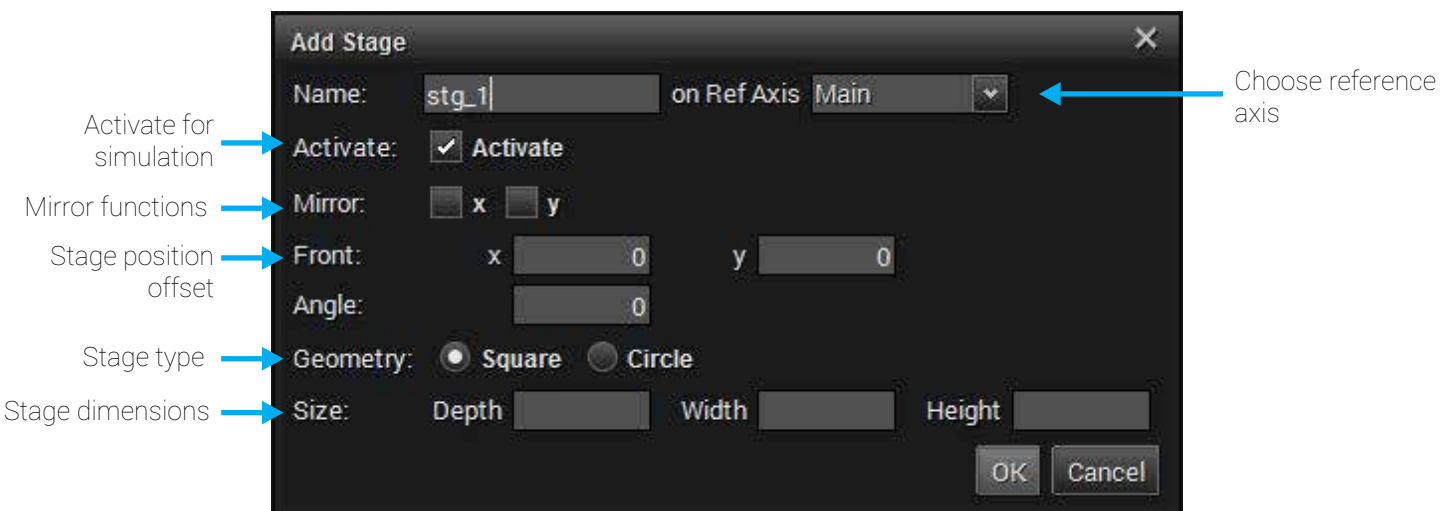 Add Stage
Name: stg_1 on Ref Axis Main
Choose reference
axis
Activate for
simulation
Activate: Activate
Mirror functions
Mirror: x y
Stage position
offset
Front: x 0 y 0
Angle: 0
Stage type
Geometry: Square Circle
Stage dimensions
Size: Depth Width Height
OK Cancel